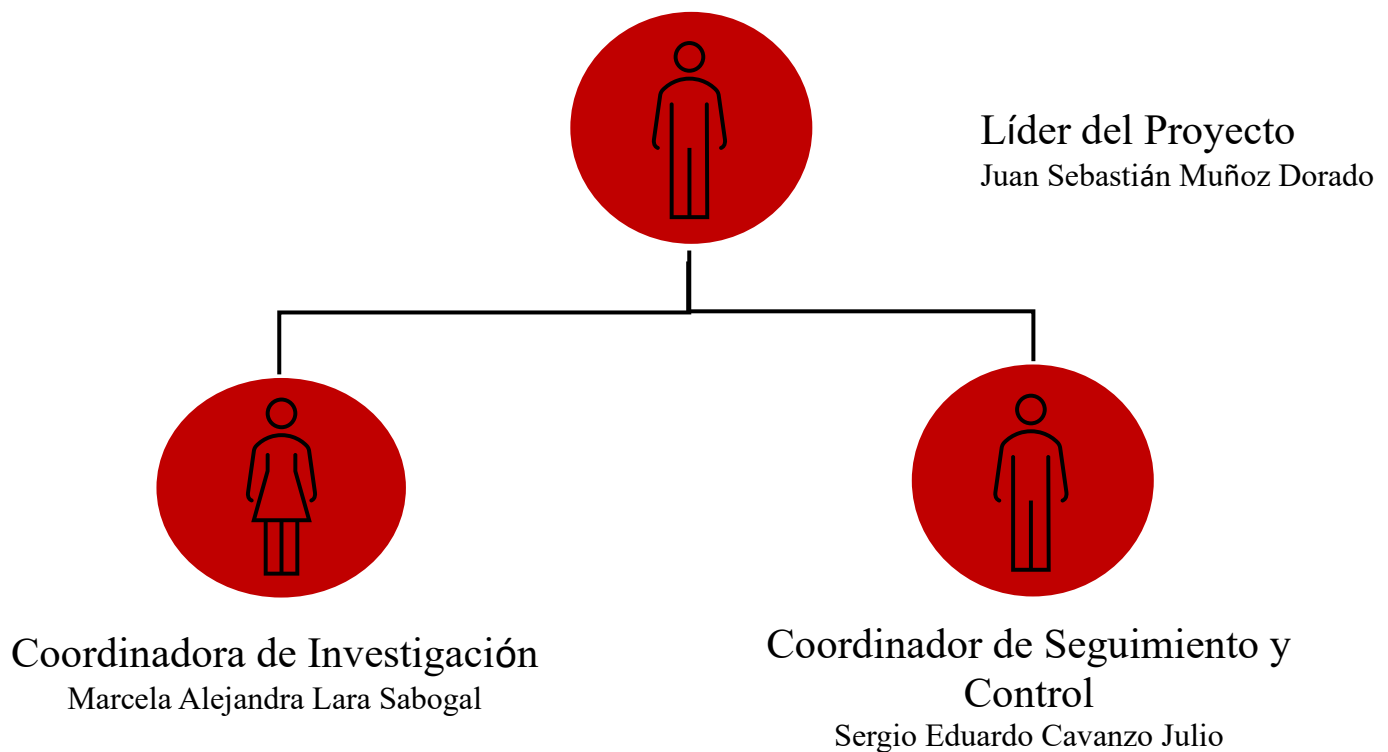 Líder del Proyecto
Juan Sebastián Muñoz Dorado
Coordinadora de Investigación
Marcela Alejandra Lara Sabogal
Coordinador de Seguimiento y
Control
Sergio Eduardo Cavanzo Julio